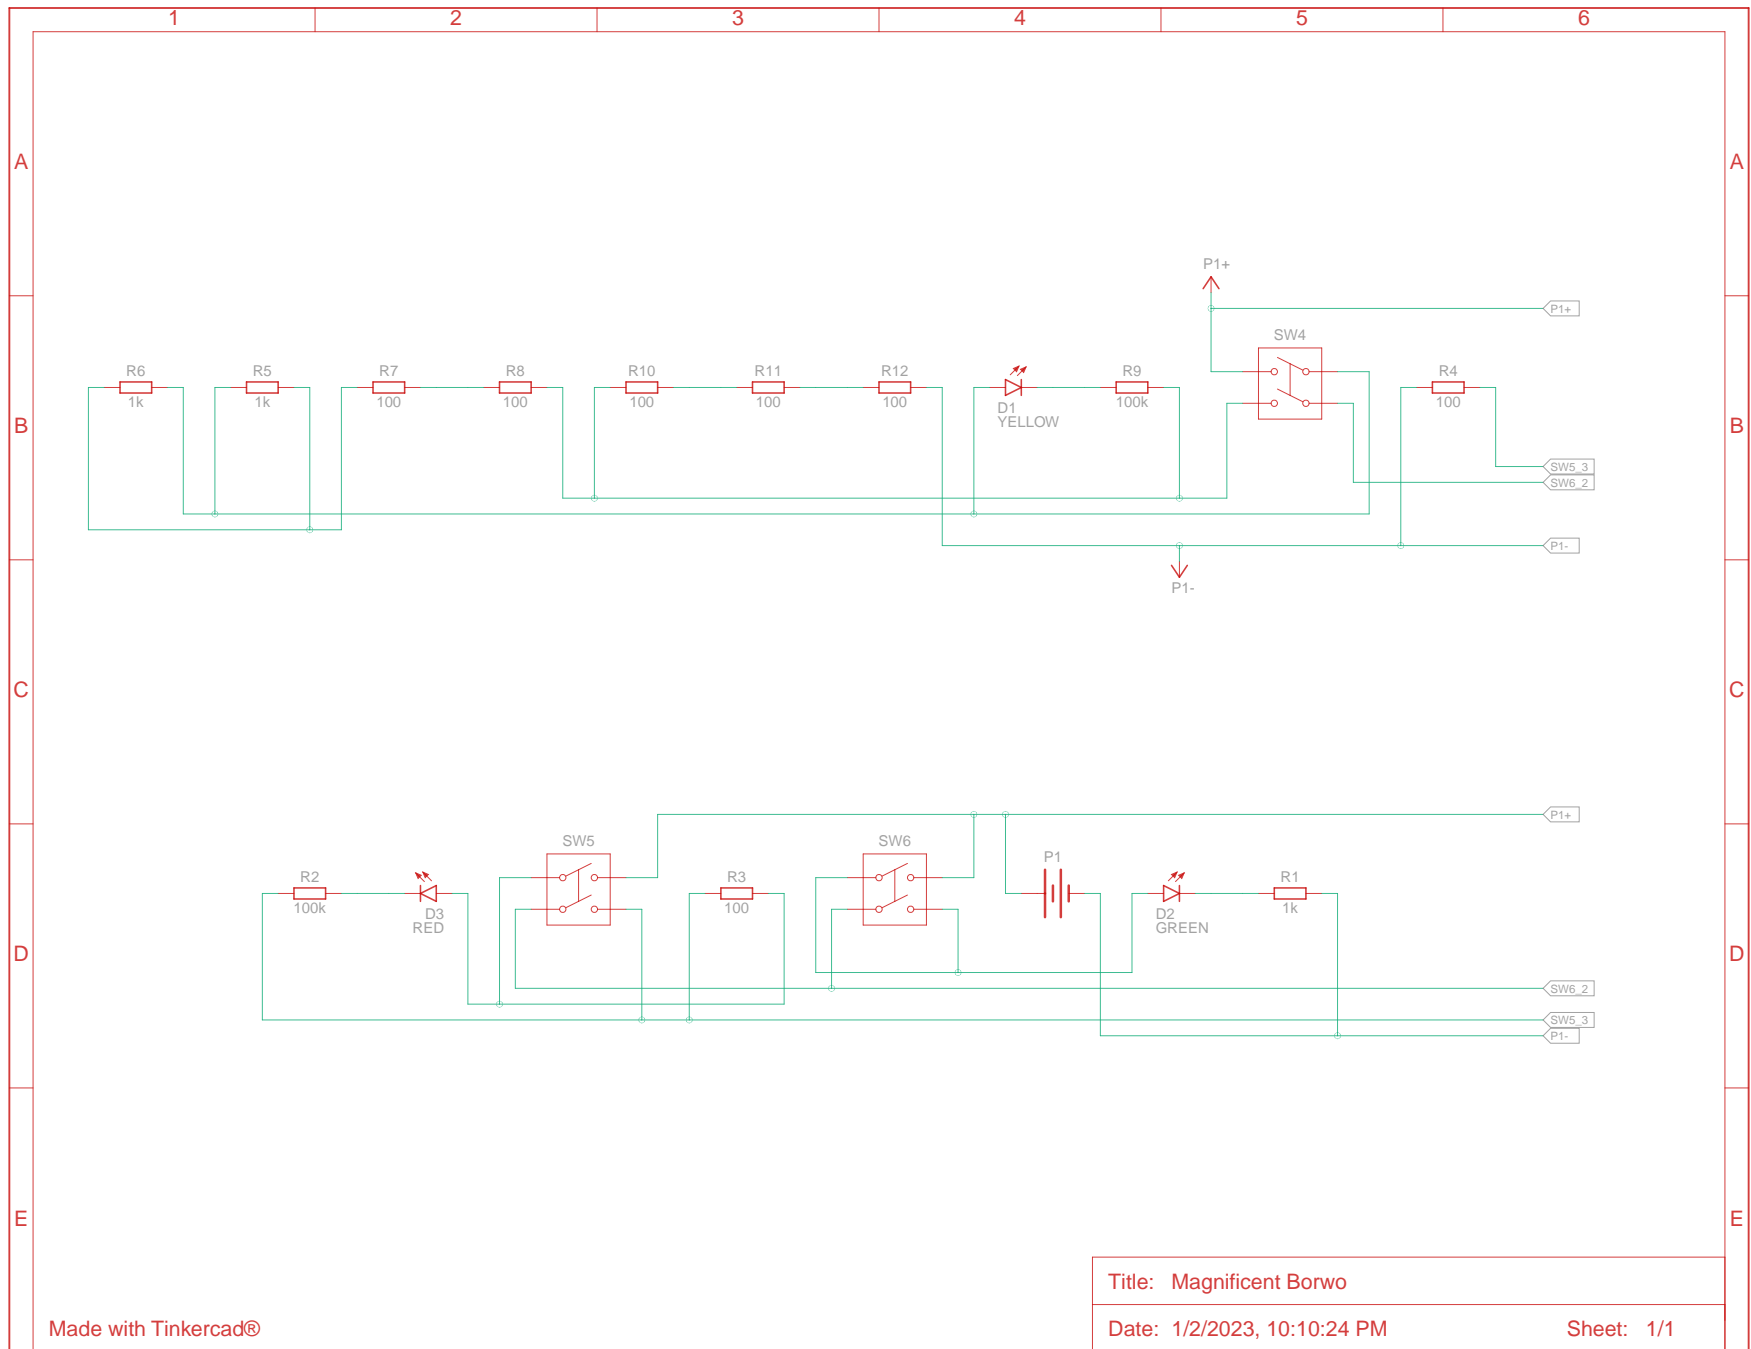 1 2 3 4 5 6
A A
P1+
P1+
SW4
R6 R5 R7 R8 R10 R11 R12 R9 R4
1k 1k 100 100 100 100 100 D1 100k 100
YELLOW
B B
SW5_3
SW6_2
P1-
P1-
C C
P1+
SW5 SW6
P1
R2 R3 D2 R1
100k D3 100 GREEN 1k
RED
D D
SW6_2
SW5_3
P1-
E E
Title: Magnificent Borwo
Made with Tinkercad® Date: 1/2/2023, 10:10:24 PM Sheet: 1/1